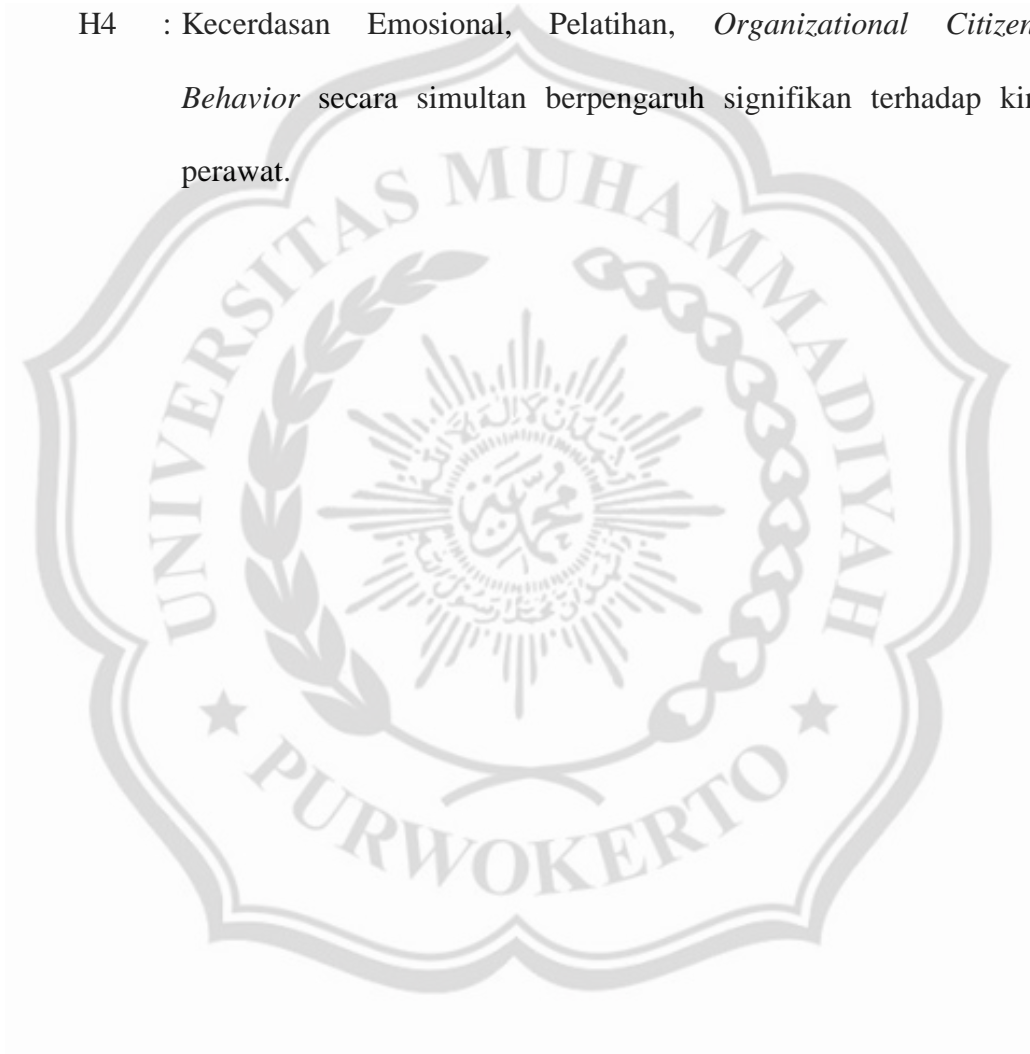 H4 : Kecerdasan Emosional, Pelatihan, Organizational Citizen
Behavior secara simultan berpengaruh signifikan terhadap kin
perawat.
UNIVERSITAS MUHAMMADIYAH
PURWOKERTO